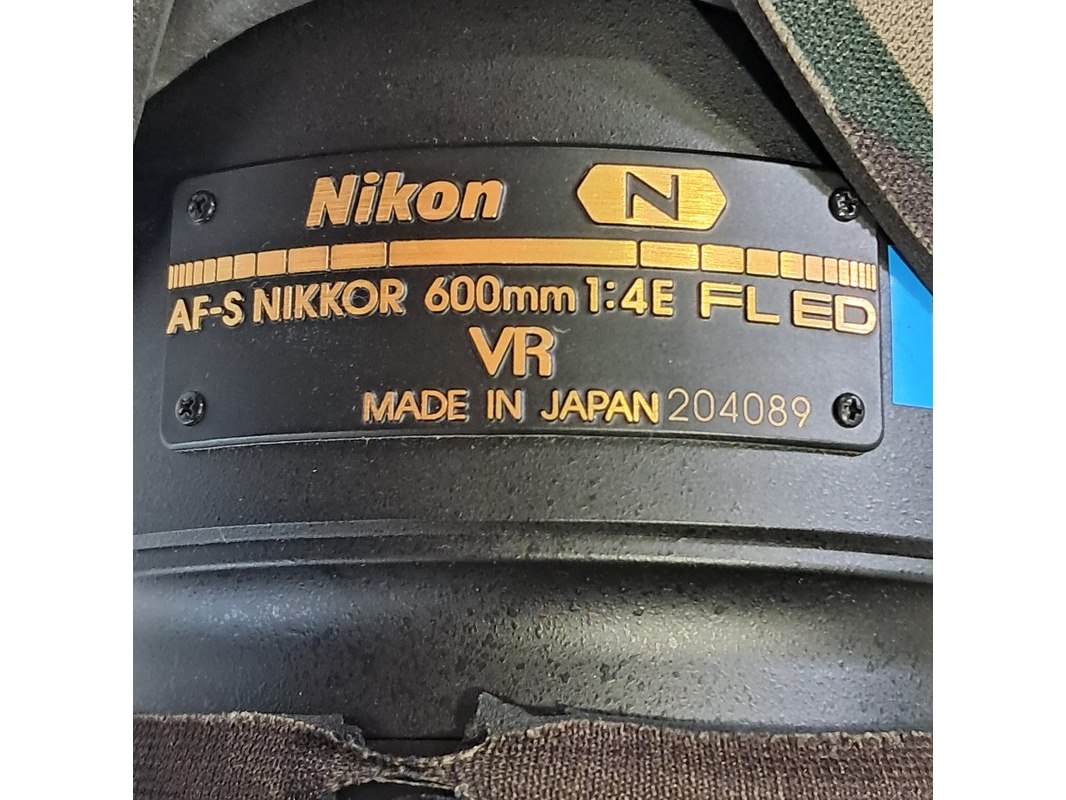 Nikon N
AF-S NIKKOR 600mm 1:4E FL ED
VR
MADE IN JAPAN 204089